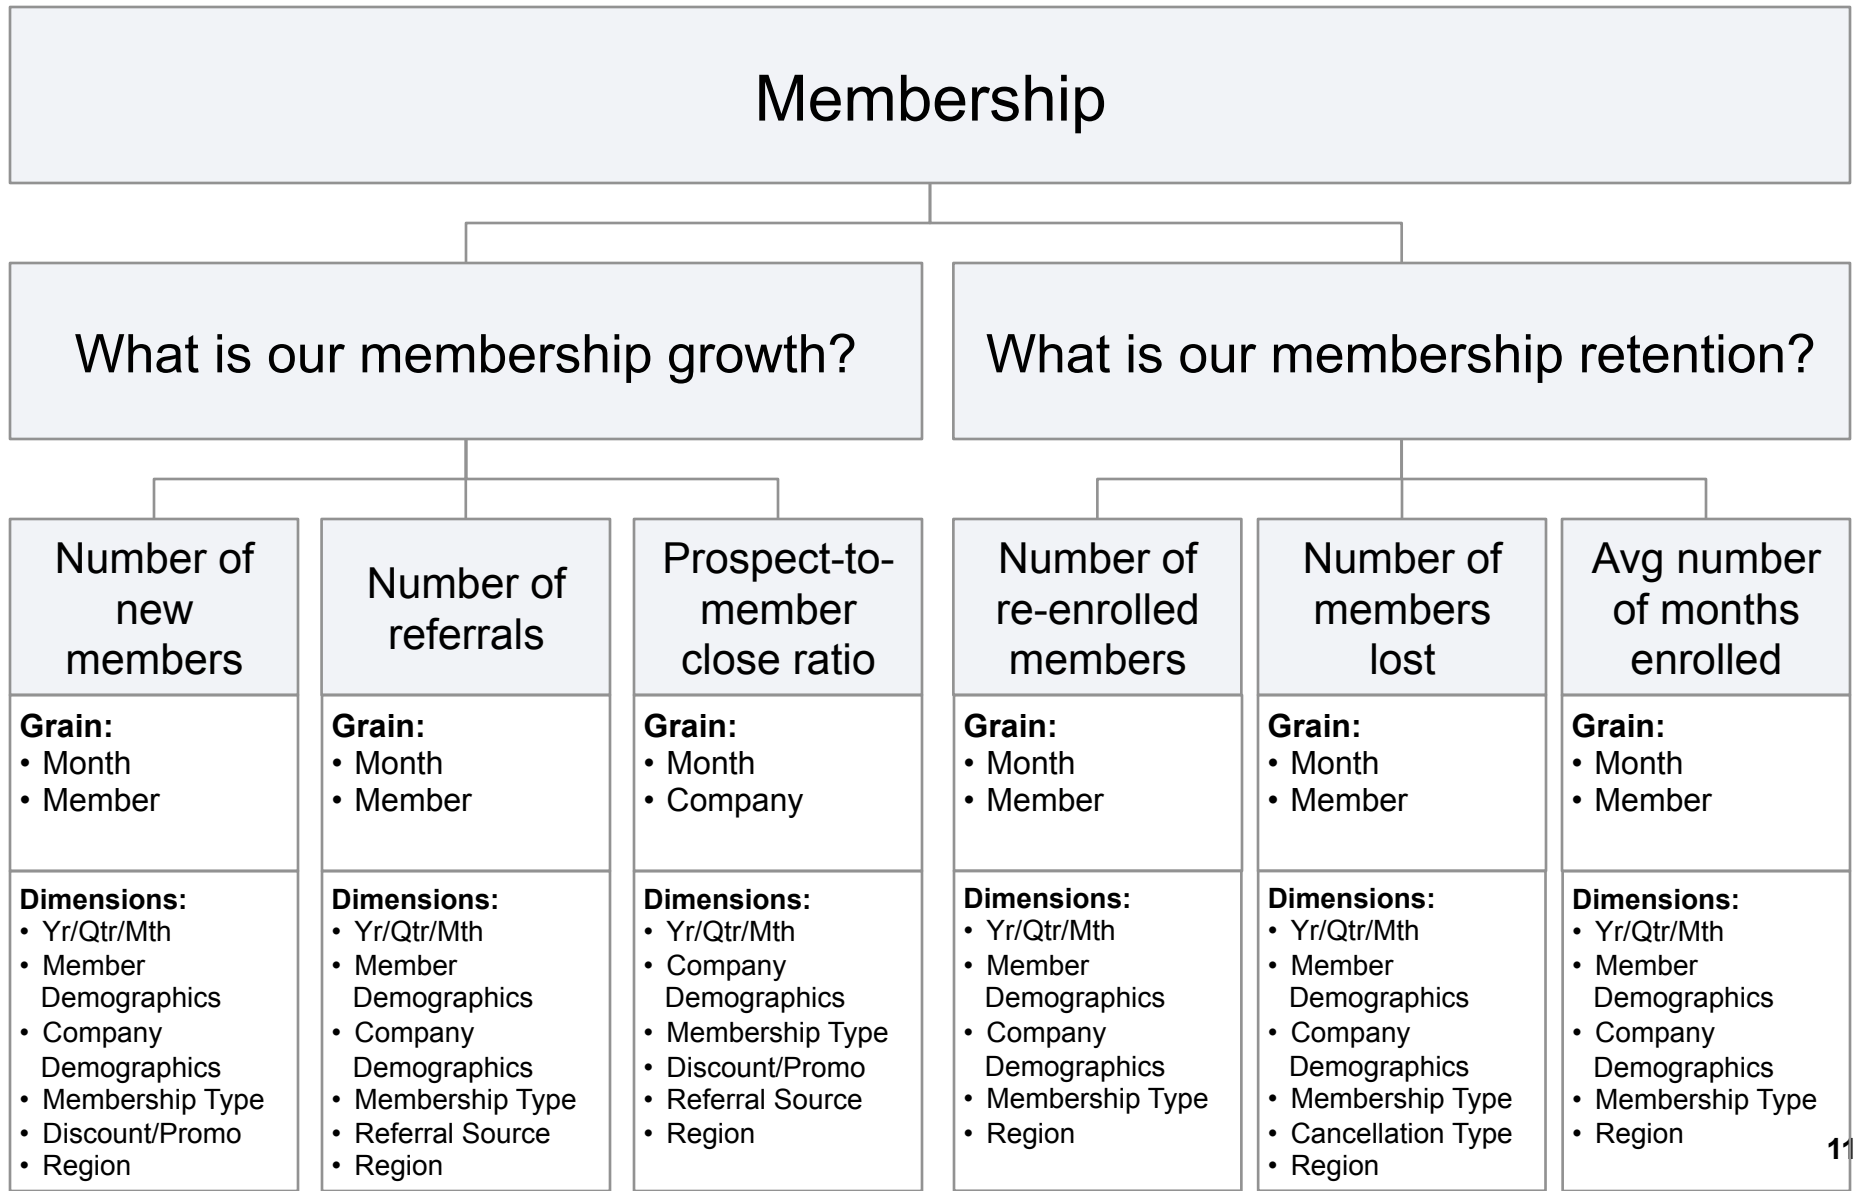 Membership
What is our membership growth?
What is our membership retention?
Number of
new
members
Grain:
• Month
• Member
Dimensions:
• Yr/Qtr/Mth
• Member
Demographics
• Company
Demographics
• Membership Type
• Discount/Promo
• Region
Number of
referrals
Grain:
• Month
• Member
Dimensions:
• Yr/Qtr/Mth
• Member
Demographics
• Company
Demographics
• Membership Type
• Referral Source
• Region
Prospect-to-
member
close ratio
Grain:
• Month
• Company
Dimensions:
• Yr/Qtr/Mth
• Company
Demographics
• Membership Type
• Discount/Promo
• Referral Source
• Region
Number of
re-enrolled
members
Grain:
• Month
• Member
Dimensions:
• Yr/Qtr/Mth
• Member
Demographics
• Company
Demographics
• Membership Type
• Region
Number of
members
lost
Grain:
• Month
• Member
Dimensions:
• Yr/Qtr/Mth
• Member
Demographics
• Company
Demographics
• Membership Type
• Cancellation Type
• Region
Avg number
of months
enrolled
Grain:
• Month
• Member
Dimensions:
• Yr/Qtr/Mth
• Member
Demographics
• Company
Demographics
• Membership Type
• Region
11